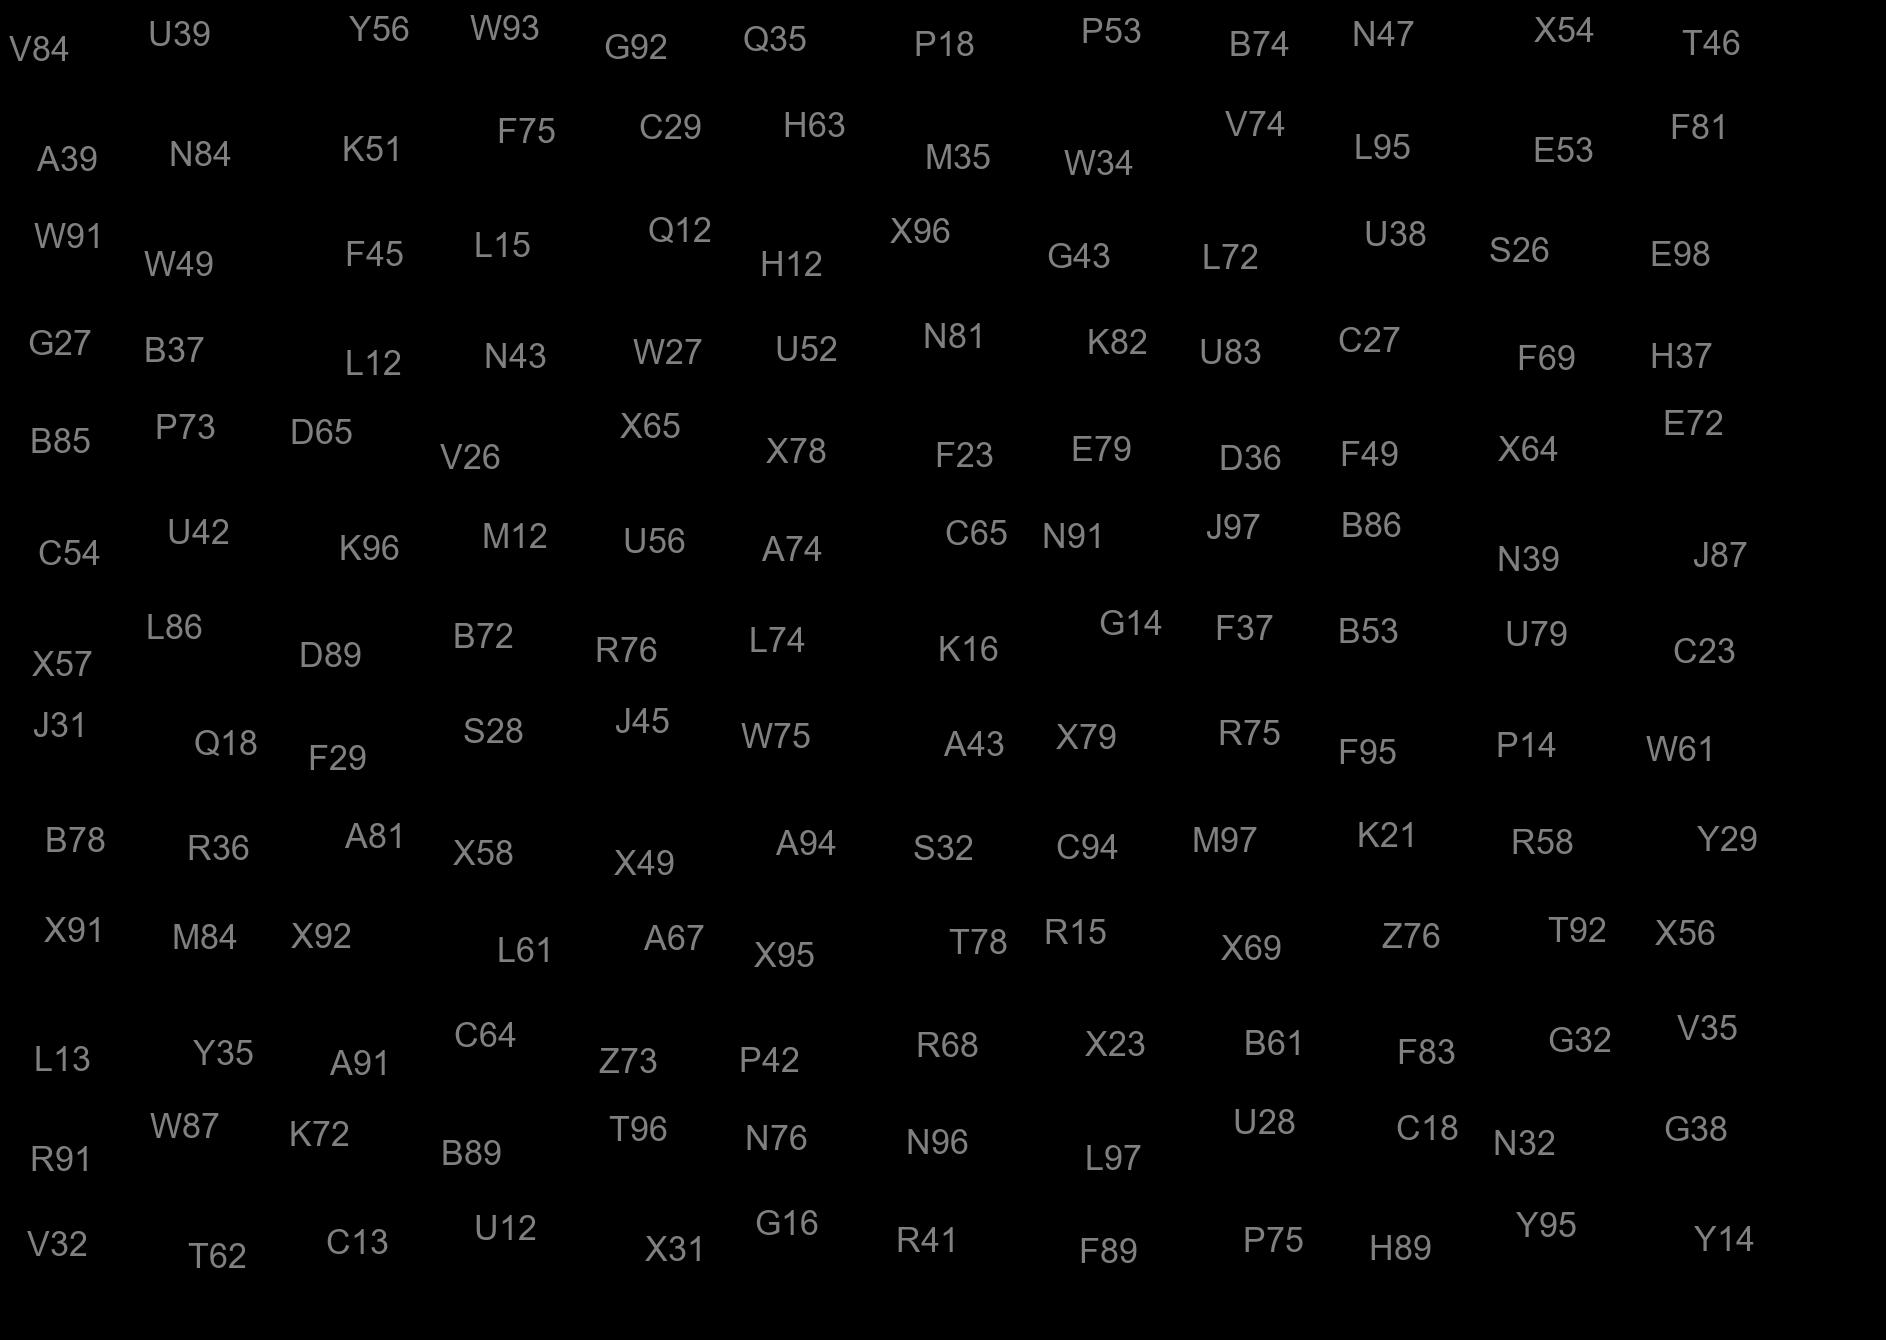 V84 U39 Y56 W93 G92 Q35 P18 P53 B74 N47 X54 T46
A39 N84 K51 F75 C29 H63 M35 W34 V74 L95 E53 F81
W91 W49 F45 L15 Q12 H12 X96 G43 L72 U38 S26 E98
G27 B37 L12 N43 W27 U52 N81 K82 U83 C27 F69 H37
B85 P73 D65 V26 X65 X78 F23 E79 D36 F49 X64 E72
C54 U42 K96 M12 U56 A74 C65 N91 J97 B86 N39 J87
X57 L86 D89 B72 R76 L74 K16 G14 F37 B53 U79 C23
J31 Q18 F29 S28 J45 W75 A43 X79 R75 F95 P14 W61
B78 R36 A81 X58 X49 A94 S32 C94 M97 K21 R58 Y29
X91 M84 X92 L61 A67 X95 T78 R15 X69 Z76 T92 X56
L13 Y35 A91 C64 Z73 P42 R68 X23 B61 F83 G32 V35
R91 W87 K72 B89 T96 N76 N96 L97 U28 C18 N32 G38
V32 T62 C13 U12 X31 G16 R41 F89 P75 H89 Y95 Y14